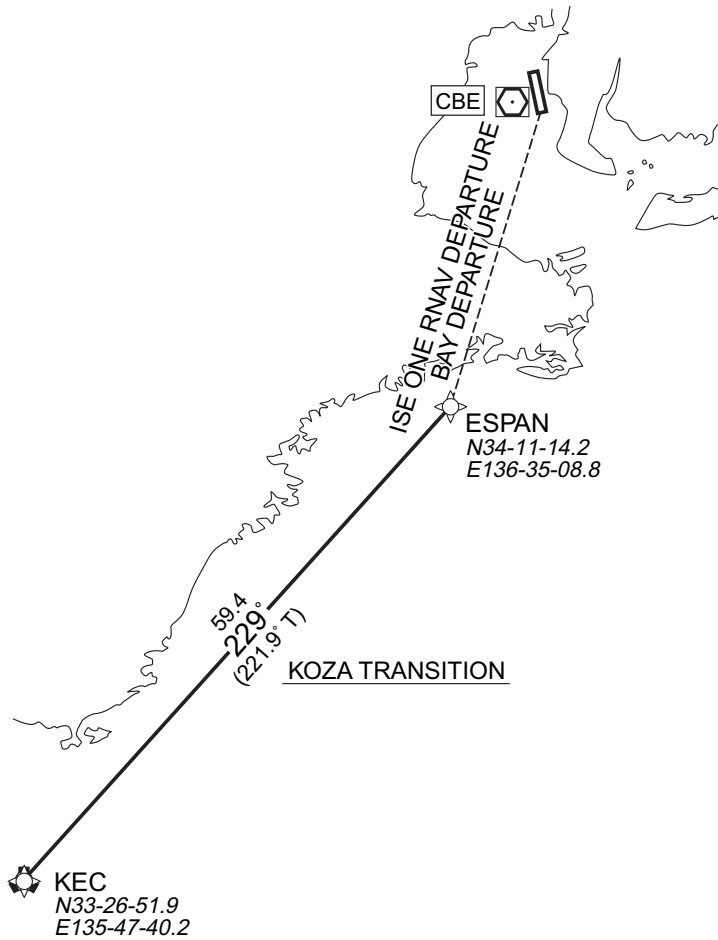 CBE
ISE ONE RNAV DEPARTURE
BAY DEPARTURE
ESPAN
N34-11-14.2
E136-35-08.8
59.4
229°
(221.9° T)
KOZA TRANSITION
KEC
N33-26-51.9
E135-47-40.2